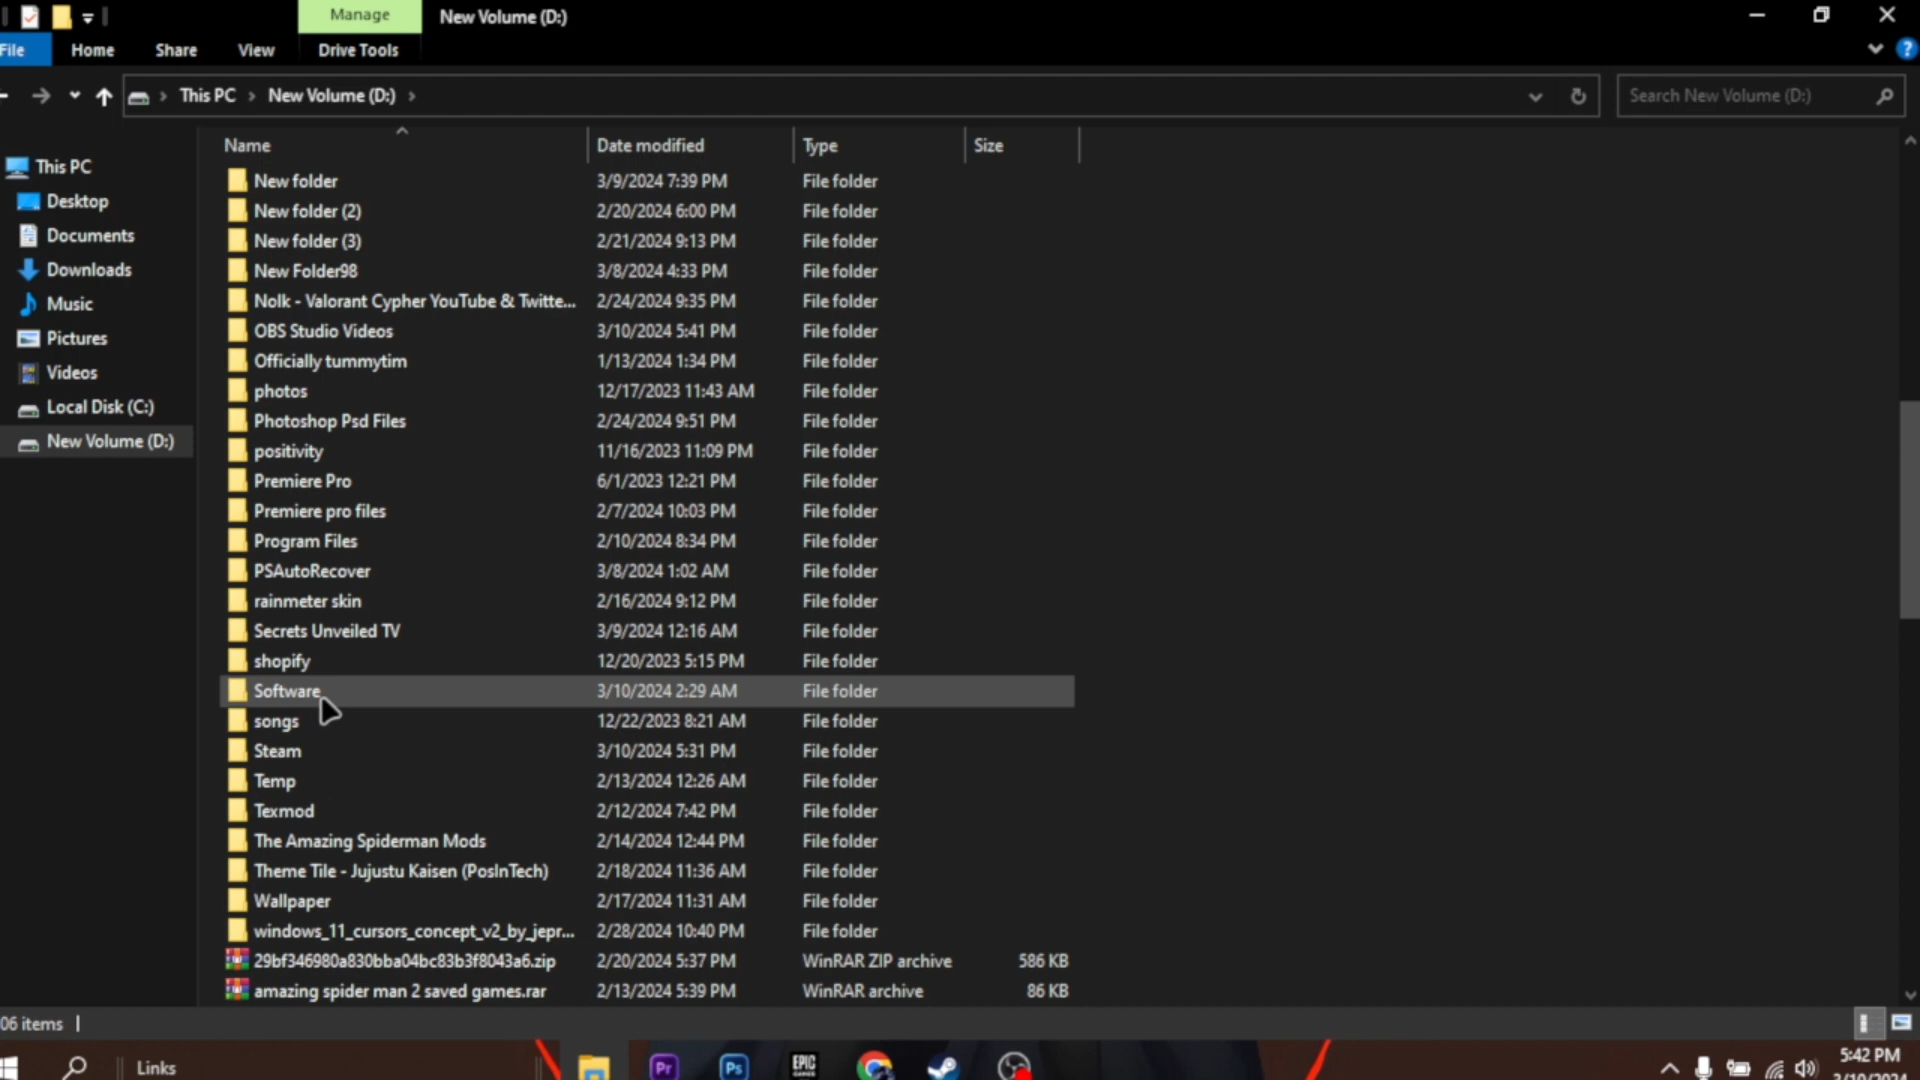 Manage
New Volume (D:)
File
Home
Share
View
Drive Tools
This PC
New Volume (D:)
Search New Volume (D:)
Name
Date modified
Type
Size
This PC
Desktop
Documents
Downloads
Music
Pictures
Videos
Local Disk (C:)
New Volume (D:)
New folder 3/9/2024 7:39 PM File folder
New folder (2) 2/20/2024 6:00 PM File folder
New folder (3) 2/21/2024 9:13 PM File folder
New Folder98 3/8/2024 4:33 PM File folder
Nolk - Valorant Cypher YouTube & Twitte... 2/24/2024 9:35 PM File folder
OBS Studio Videos 3/10/2024 5:41 PM File folder
Officially tummytim 1/13/2024 1:34 PM File folder
photos 12/17/2023 11:43 AM File folder
Photoshop Psd Files 2/24/2024 9:51 PM File folder
positivity 11/16/2023 11:09 PM File folder
Premiere Pro 6/1/2023 12:21 PM File folder
Premiere pro files 2/7/2024 10:03 PM File folder
Program Files 2/10/2024 8:34 PM File folder
PSAutoRecover 3/8/2024 1:02 AM File folder
rainmeter skin 2/16/2024 9:12 PM File folder
Secrets Unveiled TV 3/9/2024 12:16 AM File folder
shopify 12/20/2023 5:15 PM File folder
Software 3/10/2024 2:29 AM File folder
songs 12/22/2023 8:21 AM File folder
Steam 3/10/2024 5:31 PM File folder
Temp 2/13/2024 12:26 AM File folder
Texmod 2/12/2024 7:42 PM File folder
The Amazing Spiderman Mods 2/14/2024 12:44 PM File folder
Theme Tile - Jujustu Kaisen (PosInTech) 2/18/2024 11:36 AM File folder
Wallpaper 2/17/2024 11:31 AM File folder
windows_11_cursors_concept_v2_by_jepr... 2/28/2024 10:40 PM File folder
29bf346980a830bba04bc83b3f8043a6.zip 2/20/2024 5:37 PM WinRAR ZIP archive 586 KB
amazing spider man 2 saved games.rar 2/13/2024 5:39 PM WinRAR archive 86 KB
06 items
Links
Pr
Ps
EPIC
GAMES
5:42 PM
3/10/2024